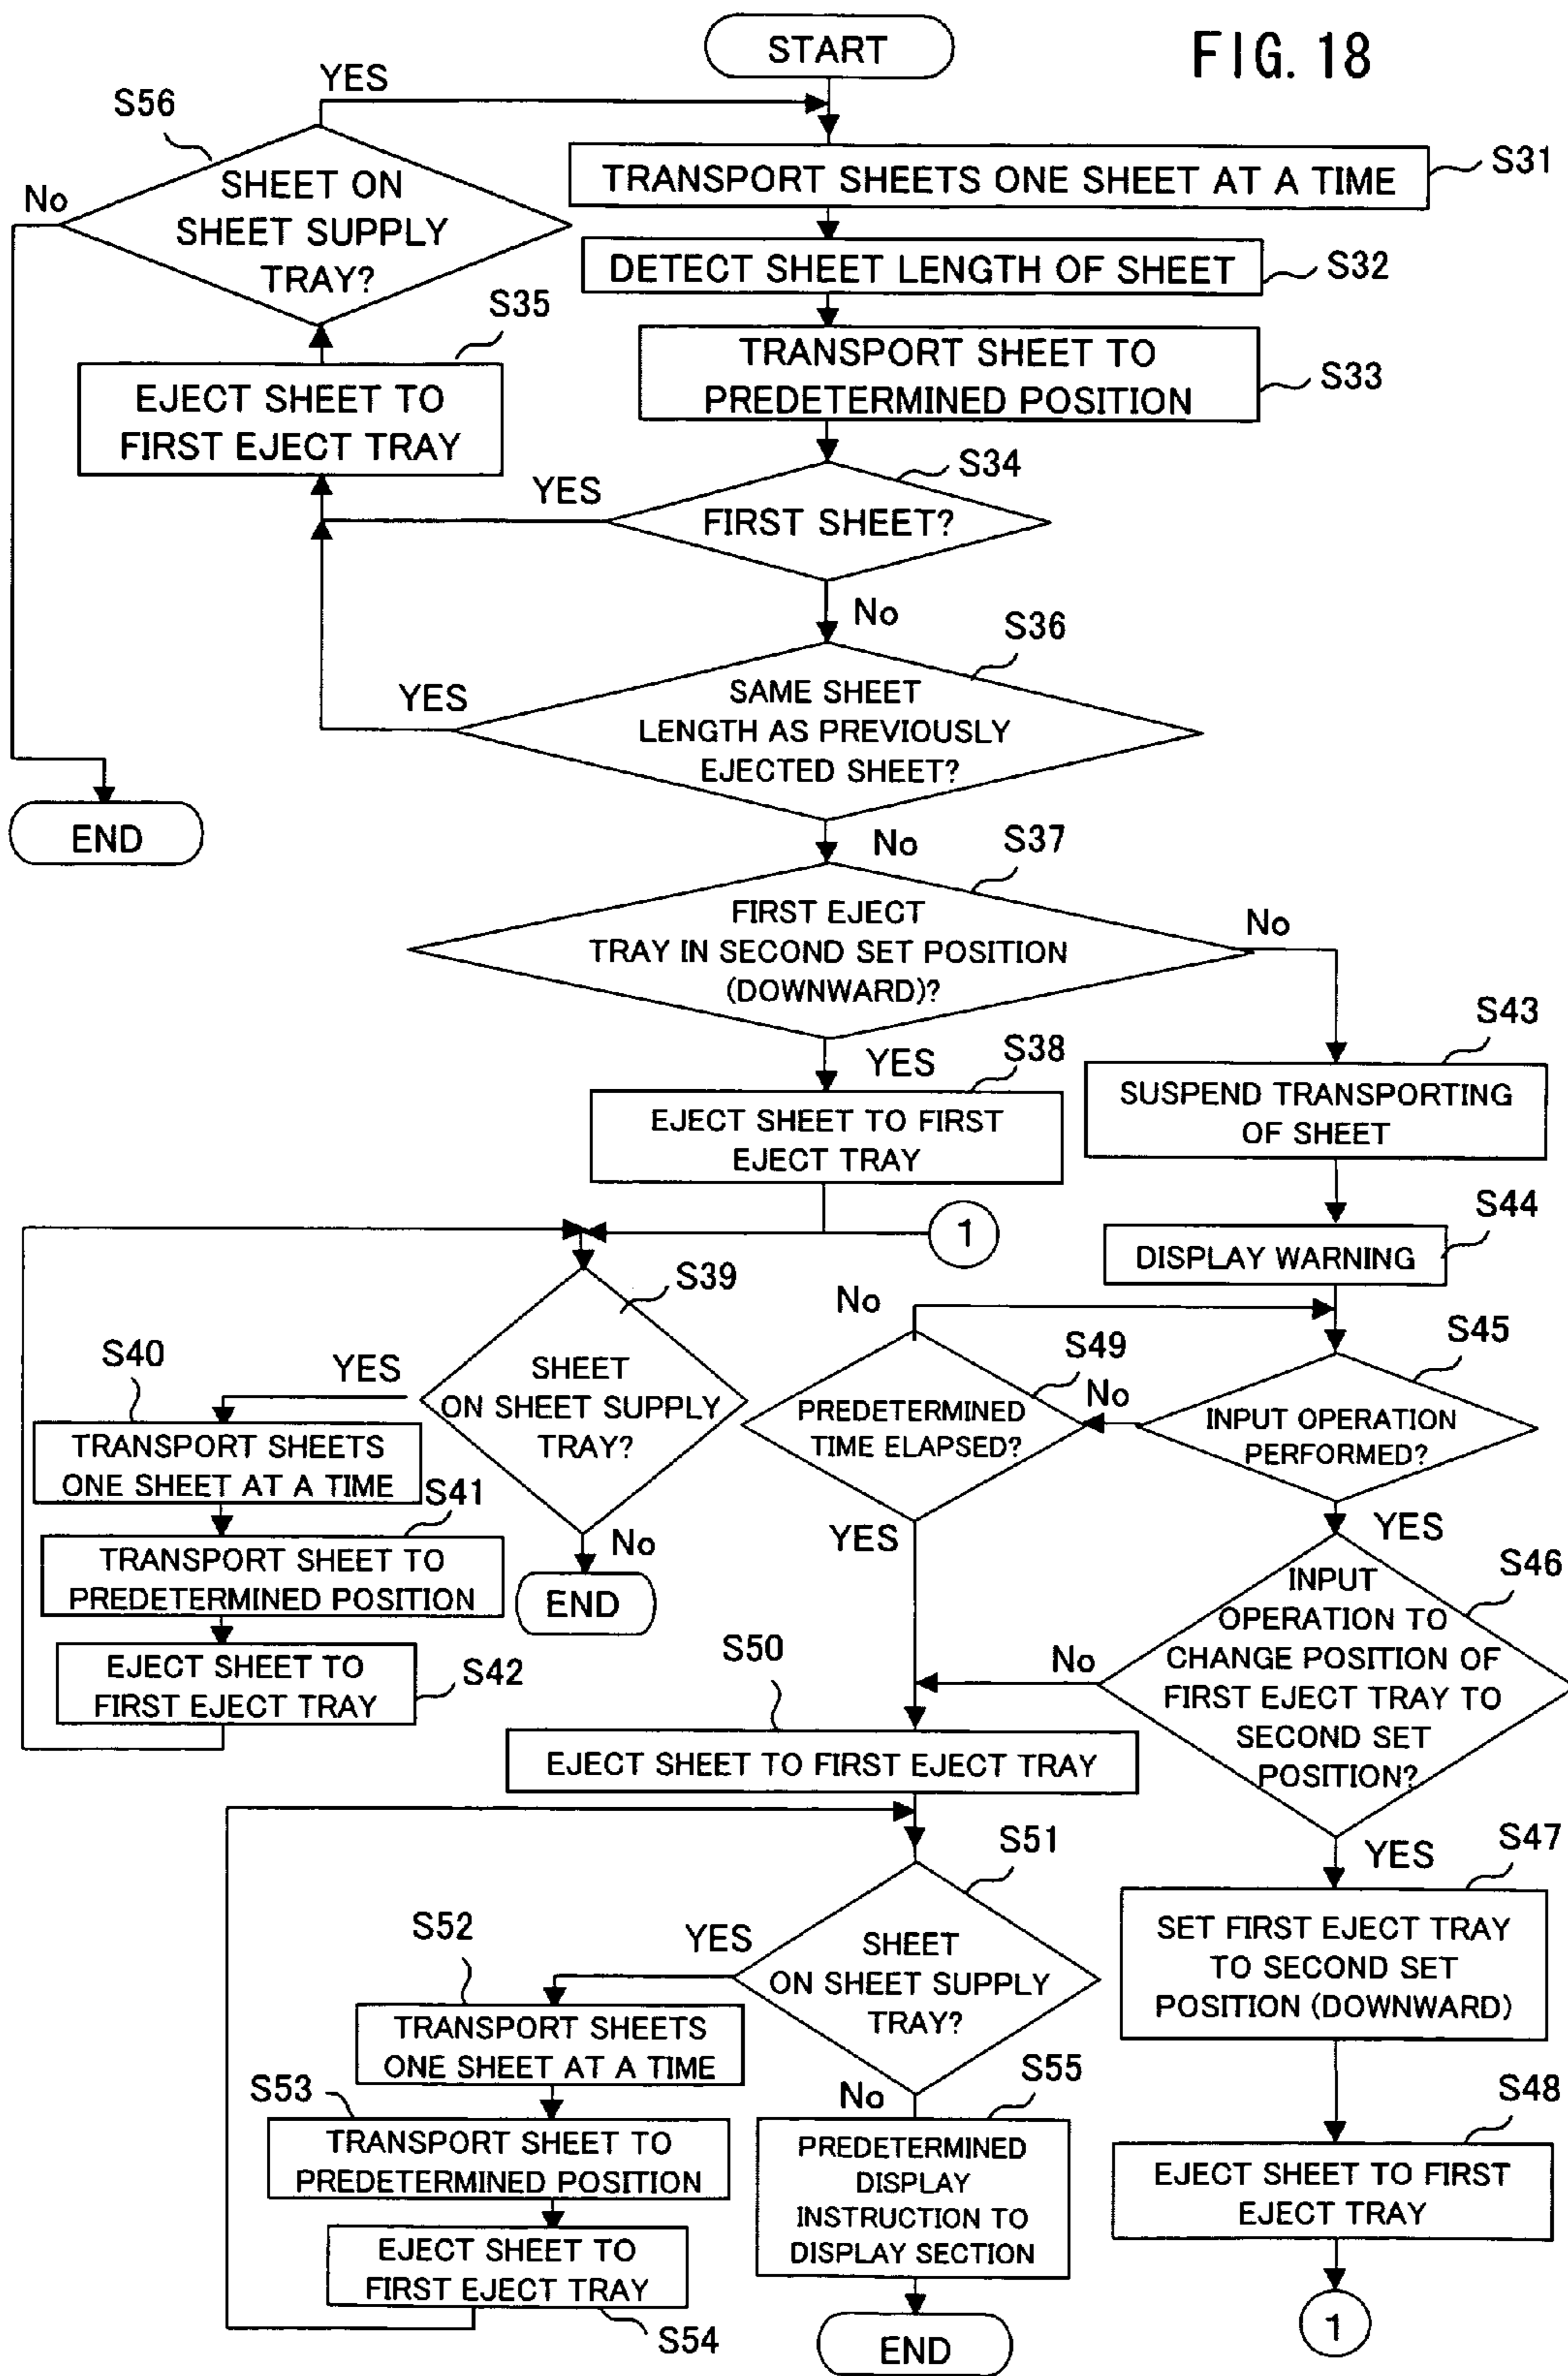 FIG. 18
START
YES
S56
SHEET ON
SHEET SUPPLY
TRAY?
No
TRANSPORT SHEETS ONE SHEET AT A TIME
S31
DETECT SHEET LENGTH OF SHEET
S32
S35
EJECT SHEET TO
FIRST EJECT TRAY
TRANSPORT SHEET TO
PREDETERMINED POSITION
S33
S34
YES
FIRST SHEET?
No
S36
YES
SAME SHEET
LENGTH AS PREVIOUSLY
EJECTED SHEET?
END
No
S37
FIRST EJECT
TRAY IN SECOND SET POSITION
(DOWNWARD)?
No
YES
S38
S43
EJECT SHEET TO FIRST
EJECT TRAY
SUSPEND TRANSPORTING
OF SHEET
1
S44
DISPLAY WARNING
S39
No
S40
YES
SHEET
ON SHEET SUPPLY
TRAY?
S49
S45
No
PREDETERMINED
TIME ELAPSED?
INPUT OPERATION
PERFORMED?
TRANSPORT SHEETS
ONE SHEET AT A TIME
S41
TRANSPORT SHEET TO
PREDETERMINED POSITION
No
END
YES
YES
S46
INPUT
OPERATION TO
CHANGE POSITION OF
FIRST EJECT TRAY TO
SECOND SET
POSITION?
EJECT SHEET TO
FIRST EJECT TRAY
S42
S50
No
EJECT SHEET TO FIRST EJECT TRAY
S51
YES
S47
S52
YES
SHEET
ON SHEET SUPPLY
TRAY?
SET FIRST EJECT TRAY
TO SECOND SET
POSITION (DOWNWARD)
TRANSPORT SHEETS
ONE SHEET AT A TIME
S53
No
S55
S48
TRANSPORT SHEET TO
PREDETERMINED POSITION
PREDETERMINED
DISPLAY
INSTRUCTION TO
DISPLAY SECTION
EJECT SHEET TO FIRST
EJECT TRAY
EJECT SHEET TO
FIRST EJECT TRAY
S54
END
1